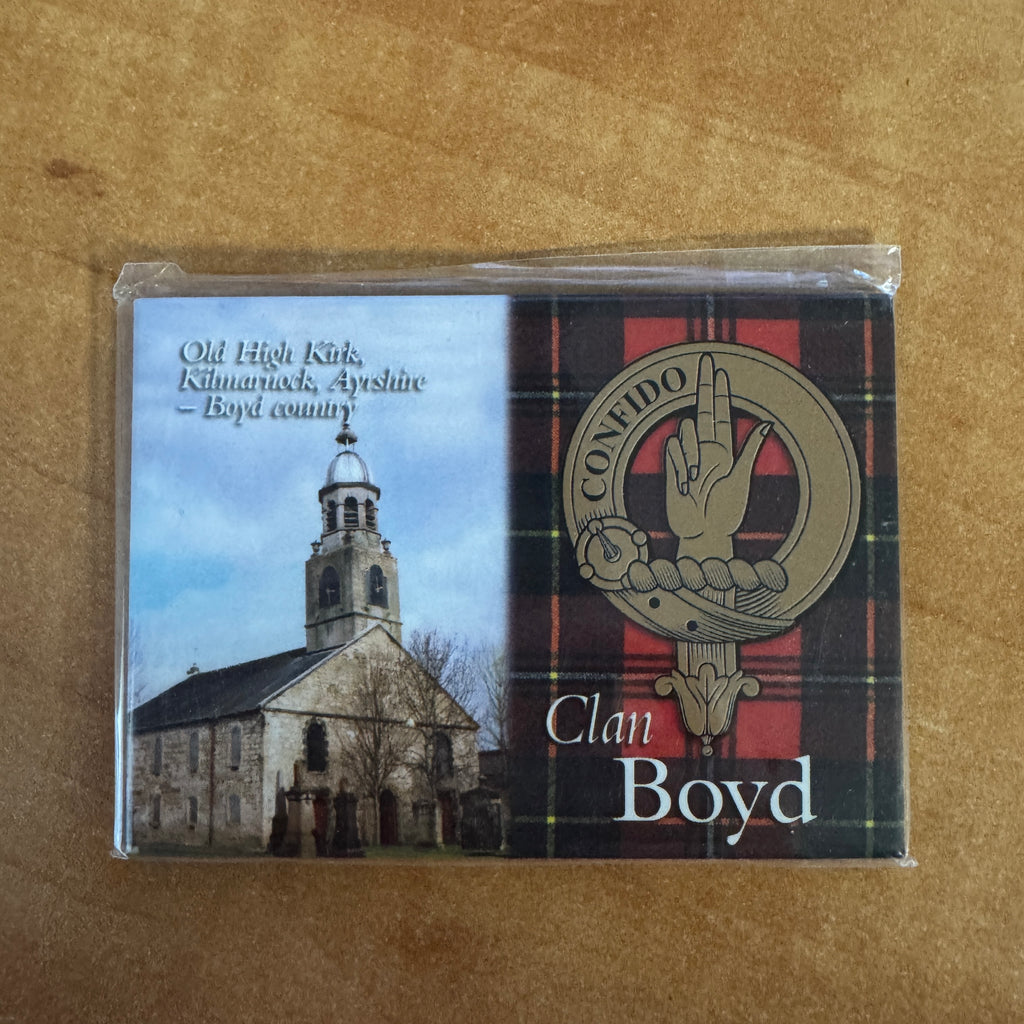 Old High Kirk,
Kilmarnock, Ayrshire
– Boyd country
CONFIDO
Clan
Boyd